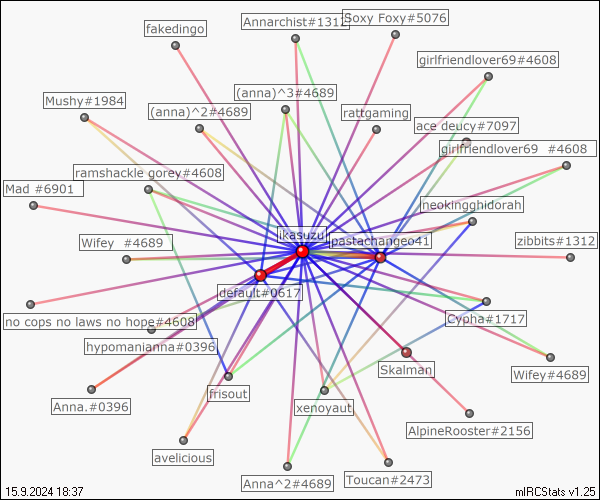 Annarchist#1312
Soxy Foxy#5076
fakedingo
girlfriendlover69#4608
Mushy#1984
(anna)^3#4689
(anna)^2#4689
rattgaming
ace deucy#7097
girlfriendlover69 #4608
ramshackle gorey#4608
Mad #6901
neokingghidorah
ikasuzu
Wifey #4689
pastachangeo41
zibbits#1312
default#0617
no cops no laws no hope#4608
Cypha#1717
hypomanianna#0396
Skalman
Wifey#4689
frisout
Anna.#0396
xenoyaut
AlpineRooster#2156
avelicious
Anna^2#4689
Toucan#2473
15.9.2024 18:37
mIRCStats v1.25